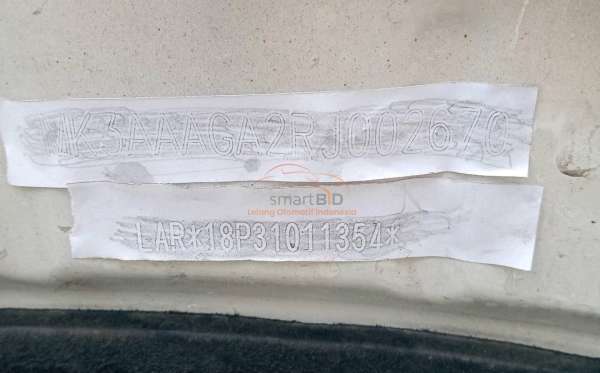 MK3AAAGA2RJ002670
smartBID
Lelang Otomotif Indonesia
LAR*18P31011354*